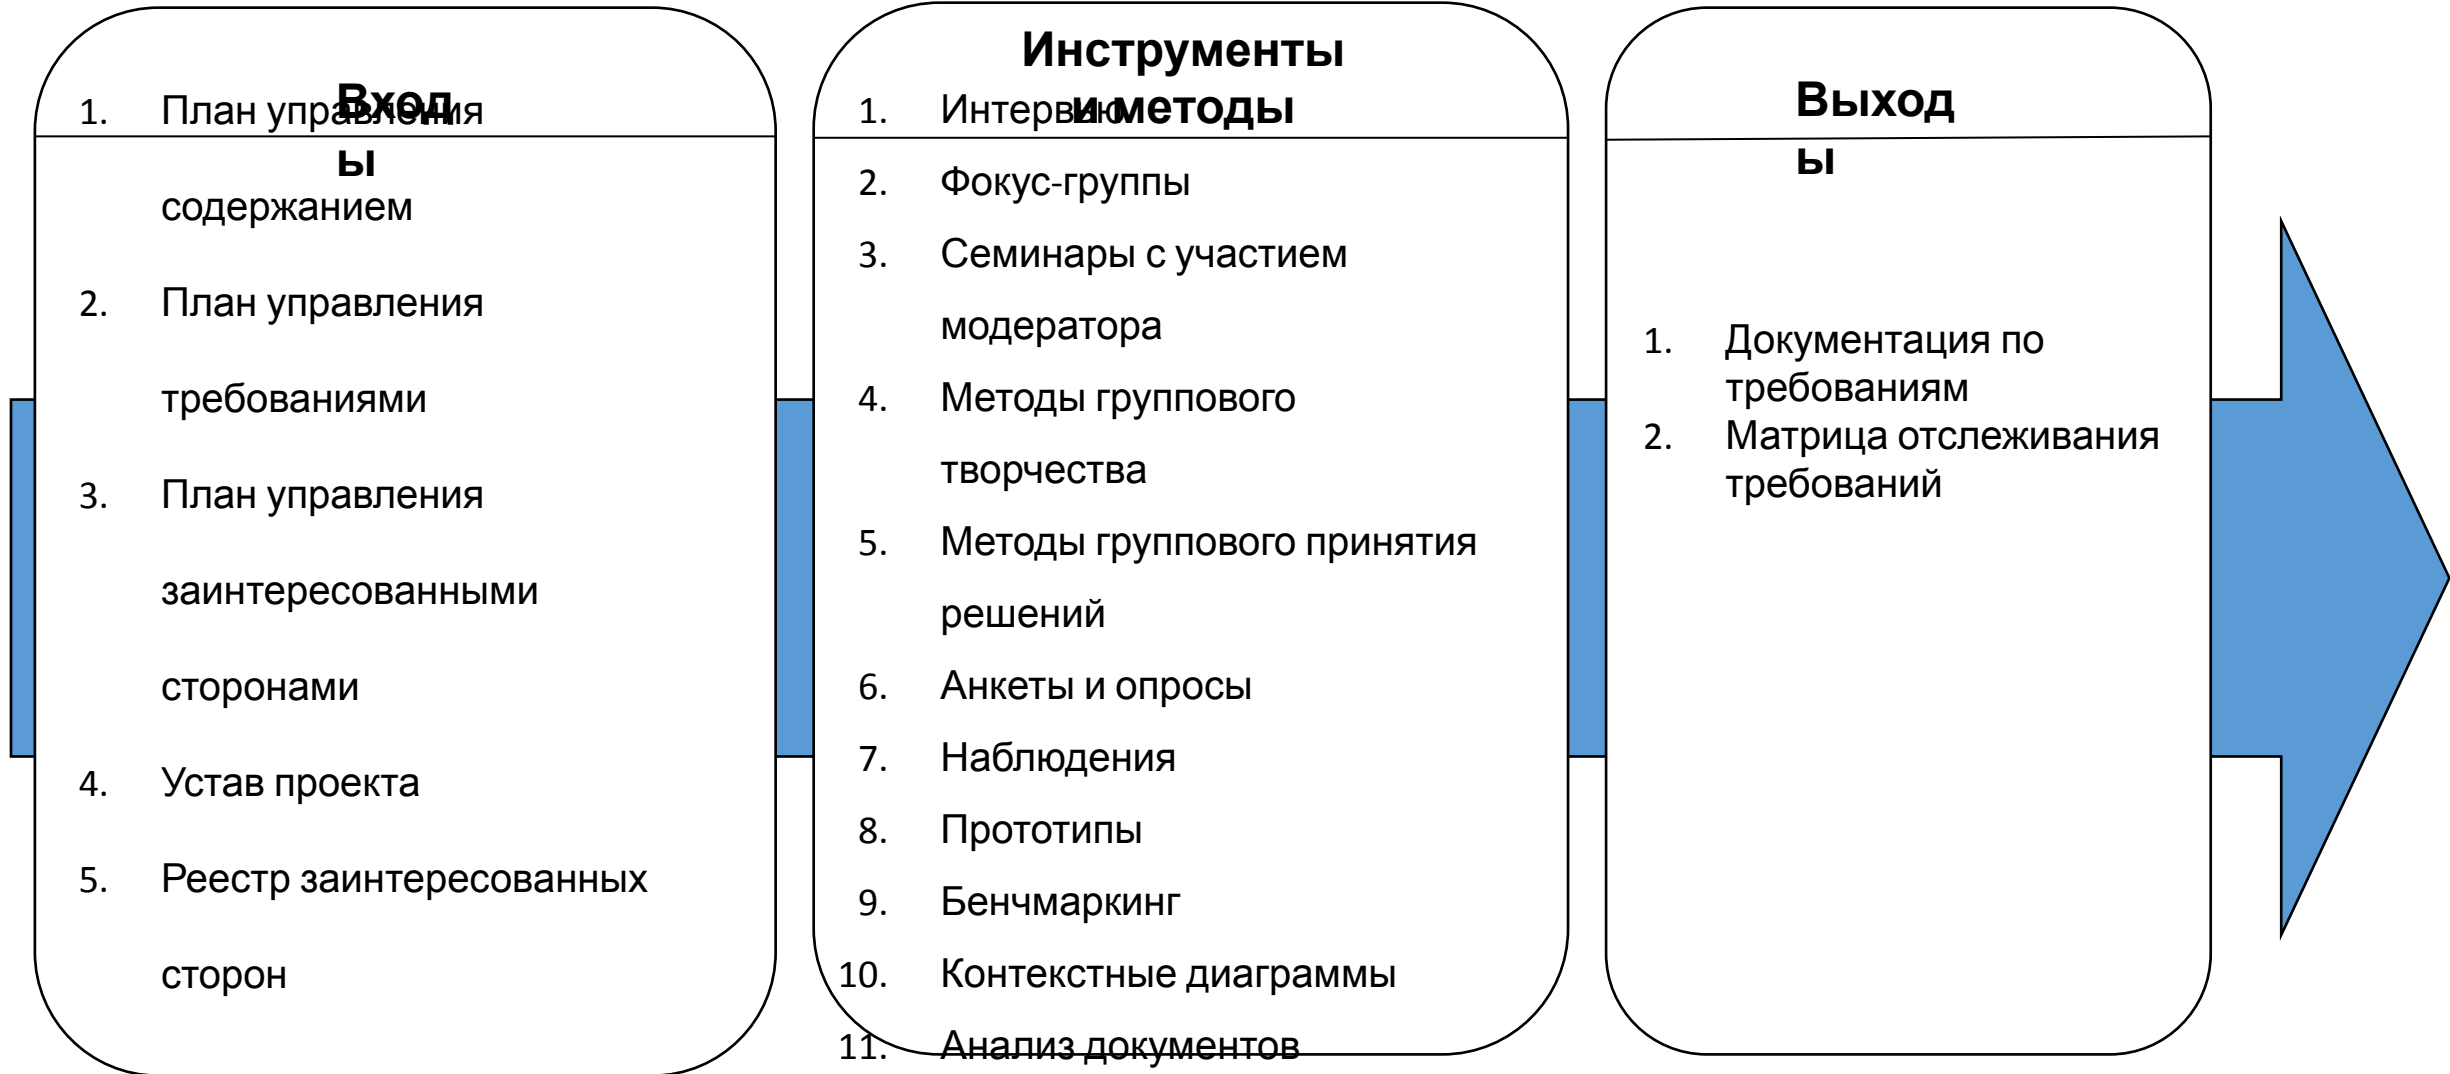 Вход
ы
1. План управления
содержанием
2. План управления
требованиями
3. План управления
заинтересованными
сторонами
4. Устав проекта
5. Реестр заинтересованных
сторон
Инструменты
и методы
1. Интервью
2. Фокус-группы
3. Семинары с участием
модератора
4. Методы группового
творчества
5. Методы группового принятия
решений
6. Анкеты и опросы
7. Наблюдения
8. Прототипы
9. Бенчмаркинг
10. Контекстные диаграммы
11. Анализ документов
Выход
ы
1. Документация по
требованиям
2. Матрица отслеживания
требований